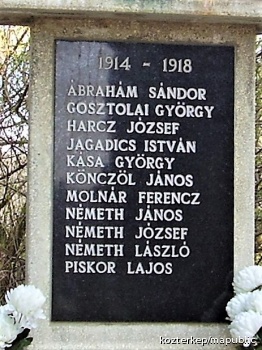 1914 - 1918
ÁBRAHÁM SÁNDOR
GOSZTOLAI GYÖRGY
HARCZ JÓZSEF
JAGADICS ISTVÁN
KÁSA GYÖRGY
KÖNCZÖL JÁNOS
MOLNÁR FERENCZ
NÉMETH JÁNOS
NÉMETH JÓZSEF
NÉMETH LÁSZLÓ
PISKOR LAJOS
kozterkep/mapublic